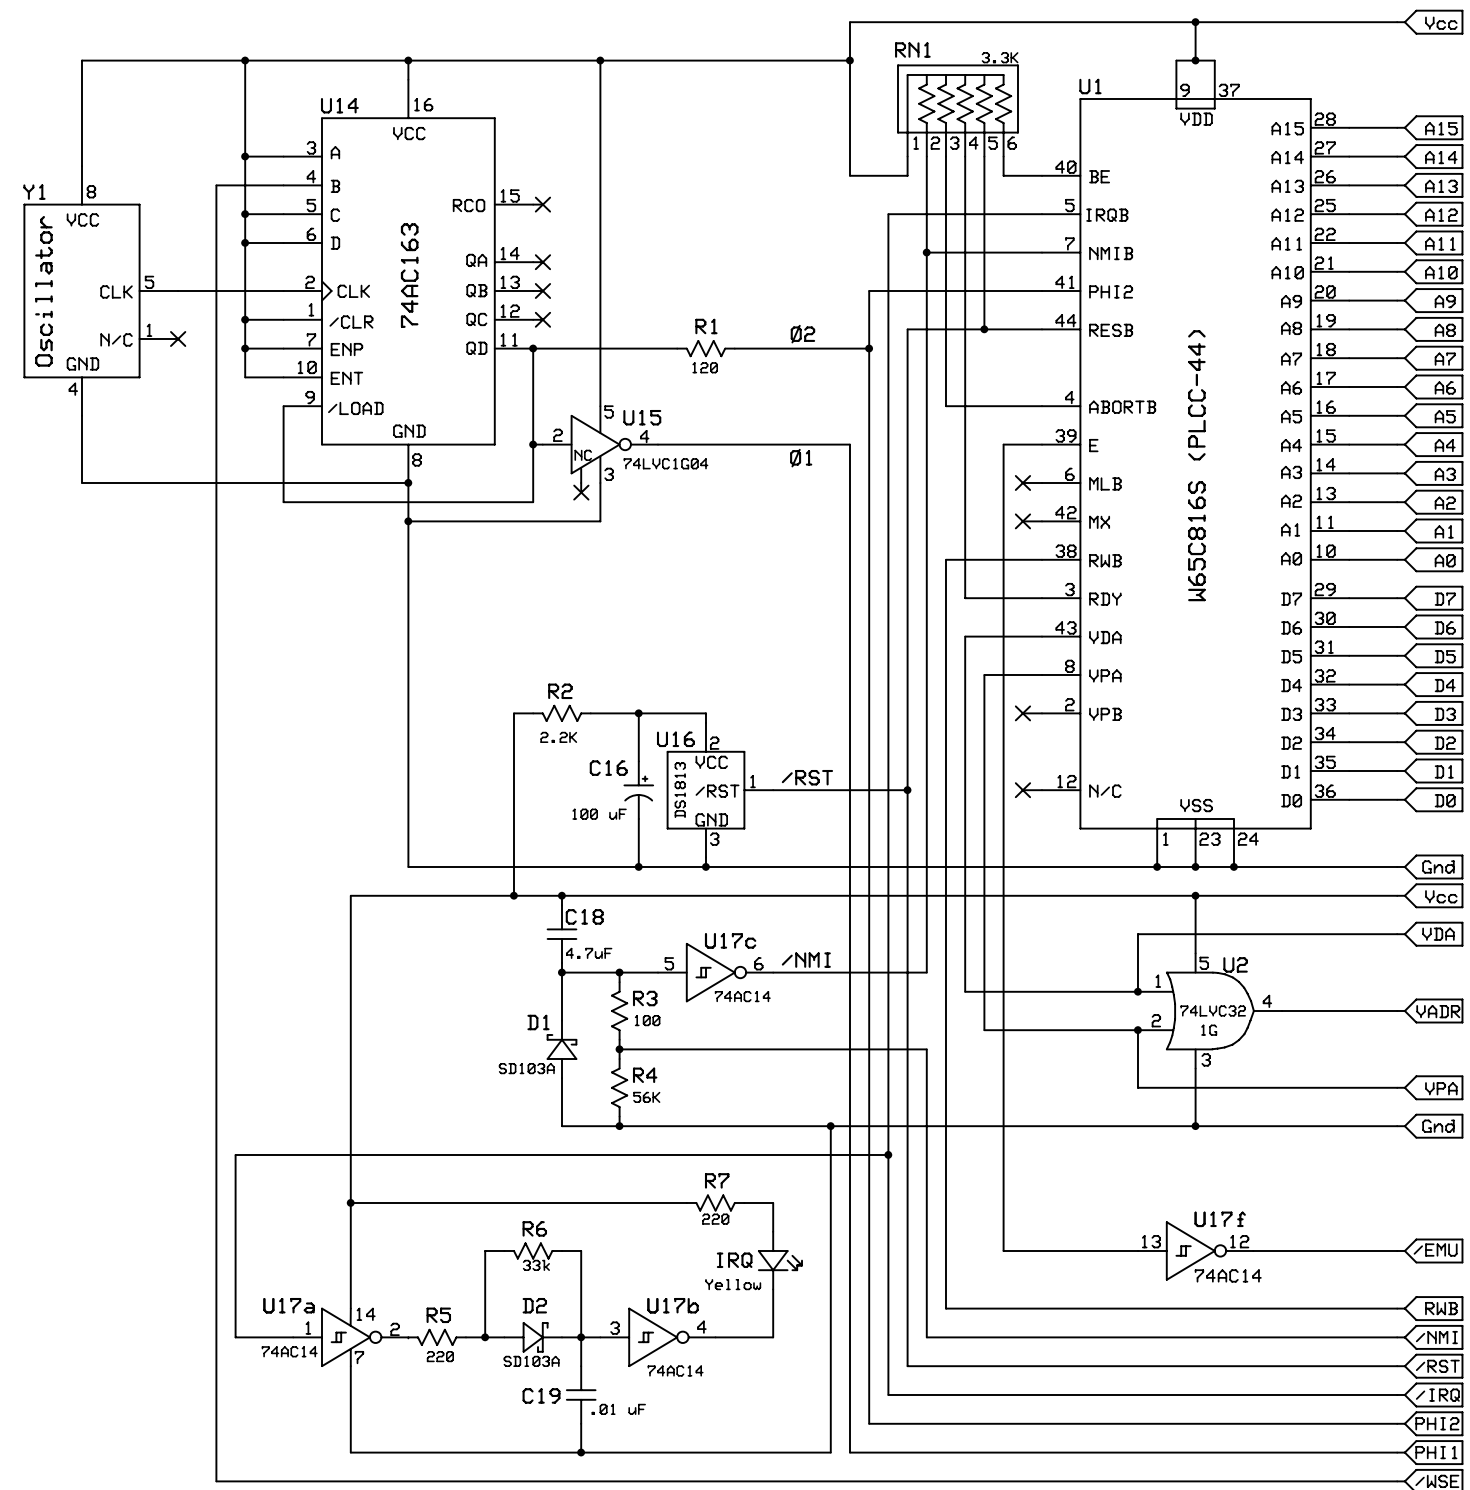 Vcc
RN1
3.3K
1 2 3 4 5 6
U14
16
VCC
3 A
4 B
5 C
6 D
2 CLK
1 /CLR
7 ENP
10 ENT
9 /LOAD
GND
8
74AC163
RCO 15
QA 14
QB 13
QC 12
QD 11
Y1
8
VCC
Oscillator
CLK 5
N/C 1
GND
4
R1
120
Ø2
U15
5
2
NC
4
3
74LVC1G04
Ø1
U1
9 37
VDD
W65C816S (PLCC-44)
40 BE
5 IRQB
7 NMIB
41 PHI2
44 RESB
4 ABORTB
39 E
6 MLB
42 MX
38 RWB
3 RDY
43 VDA
8 VPA
2 VPB
12 N/C
VSS
1 23 24
A15 28 A15
A14 27 A14
A13 26 A13
A12 25 A12
A11 22 A11
A10 21 A10
A9 20 A9
A8 19 A8
A7 18 A7
A6 17 A6
A5 16 A5
A4 15 A4
A3 14 A3
A2 13 A2
A1 11 A1
A0 10 A0
D7 29 D7
D6 30 D6
D5 31 D5
D4 32 D4
D3 33 D3
D2 34 D2
D1 35 D1
D0 36 D0
R2
2.2K
C16
+
100 uF
U16
2
VCC
DS1813
/RST 1
GND
3
/RST
Gnd
Vcc
C18
4.7uF
5
U17c
6
74AC14
/NMI
R3
100
D1
SD103A
R4
56K
VDA
U2
5
1
2
74LVC32
1G
4
3
VADR
VPA
Gnd
R7
220
R6
33k
IRQ
Yellow
U17a
14
1
2
7
74AC14
R5
220
D2
SD103A
C19
.01 uF
U17b
3
4
74AC14
U17f
13
12
74AC14
/EMU
RWB
/NMI
/RST
/IRQ
PHI2
PHI1
/WSE